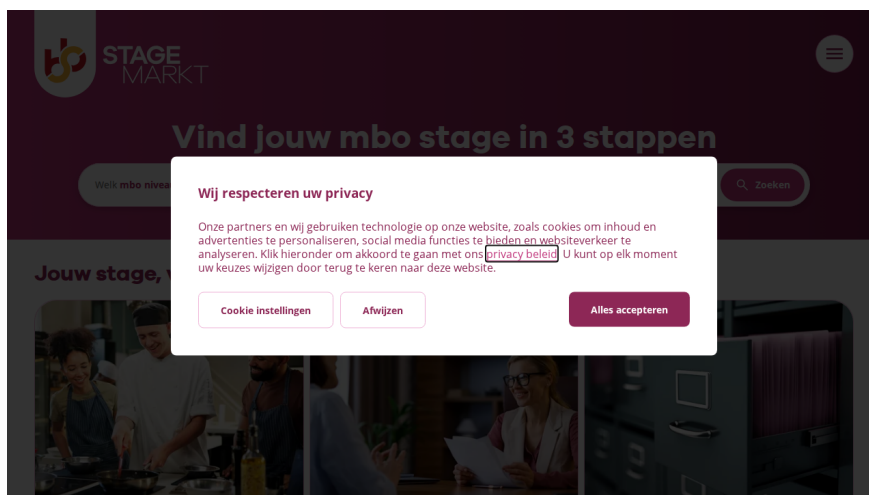 STAGE
MARKT
Vind jouw mbo stage in 3 stappen
Welk mbo nivea
Zoeken
Wij respecteren uw privacy
Onze partners en wij gebruiken technologie op onze website, zoals cookies om inhoud en
advertenties te personaliseren, social media functies te bieden en websiteverkeer te
analyseren. Klik hieronder om akkoord te gaan met ons privacy beleid. U kunt op elk moment
uw keuzes wijzigen door terug te keren naar deze website.
Cookie instellingen
Afwijzen
Alles accepteren
Jouw stage,